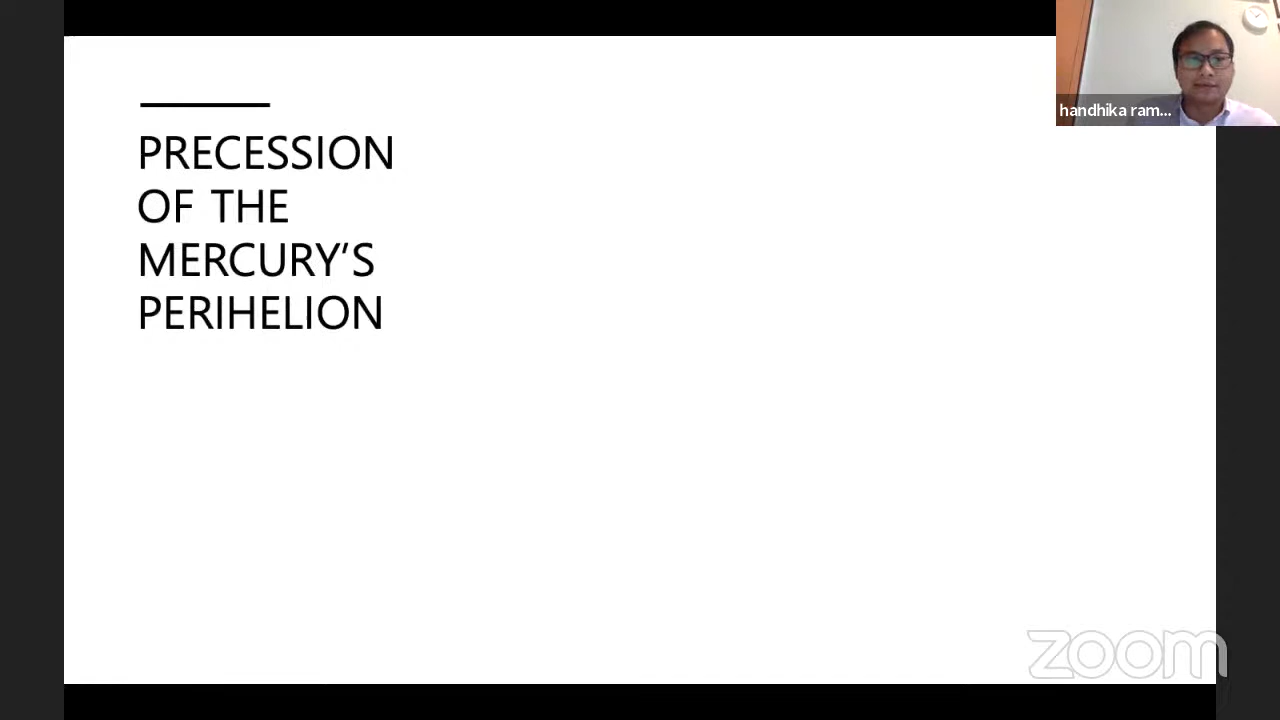 PRECESSION
OF THE
MERCURY’S
PERIHELION
handhika ram...
zoom